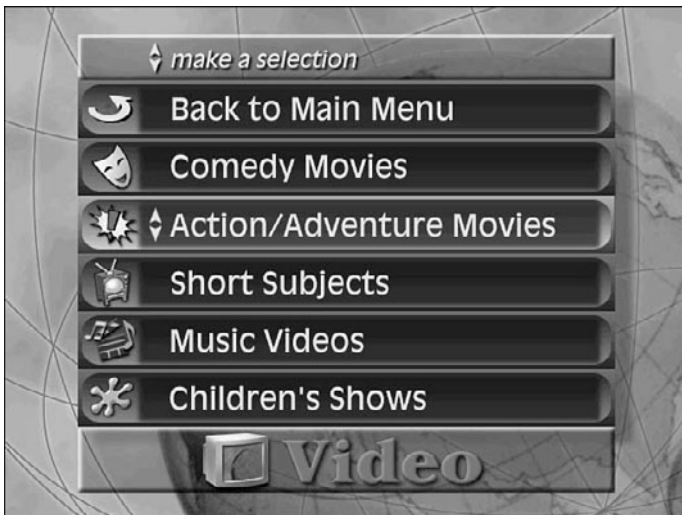 make a selection
Back to Main Menu
Comedy Movies
Action/Adventure Movies
Short Subjects
Music Videos
Children's Shows
Video